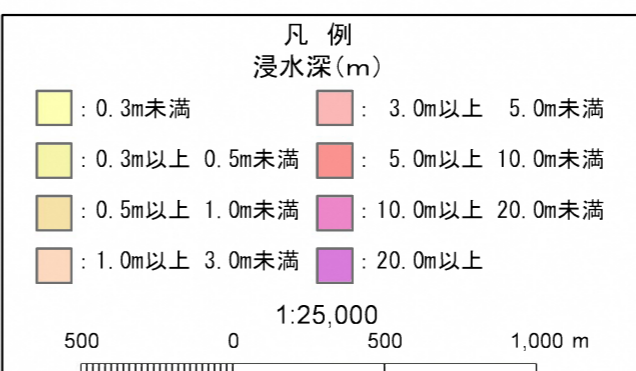 凡 例
浸水深(m)
: 0.3m未満
: 0.3m以上 0.5m未満
: 0.5m以上 1.0m未満
: 1.0m以上 3.0m未満
: 3.0m以上 5.0m未満
: 5.0m以上 10.0m未満
: 10.0m以上 20.0m未満
: 20.0m以上
1:25,000
500 0 500 1,000 m